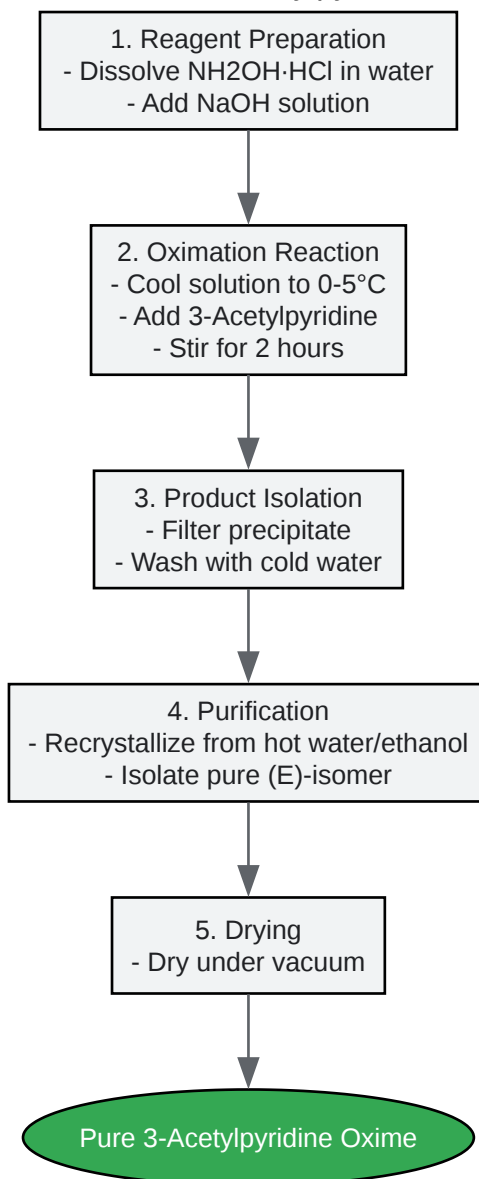 1. Reagent Preparation
- Dissolve NH2OH·HCl in water
- Add NaOH solution
2. Oximation Reaction
- Cool solution to 0-5°C
- Add 3-Acetylpyridine
- Stir for 2 hours
3. Product Isolation
- Filter precipitate
- Wash with cold water
4. Purification
- Recrystallize from hot water/ethanol
- Isolate pure (E)-isomer
5. Drying
- Dry under vacuum
Pure 3-Acetylpyridine Oxime